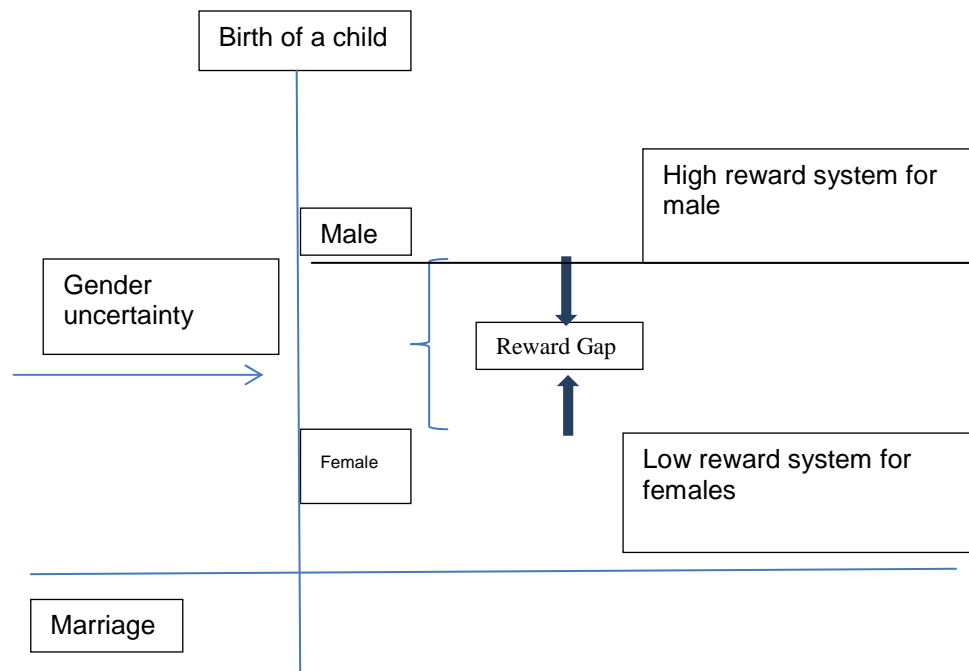 Birth of a child
High reward system for
male
Male
Gender
uncertainty
Reward Gap
Female
Low reward system for
females
Marriage